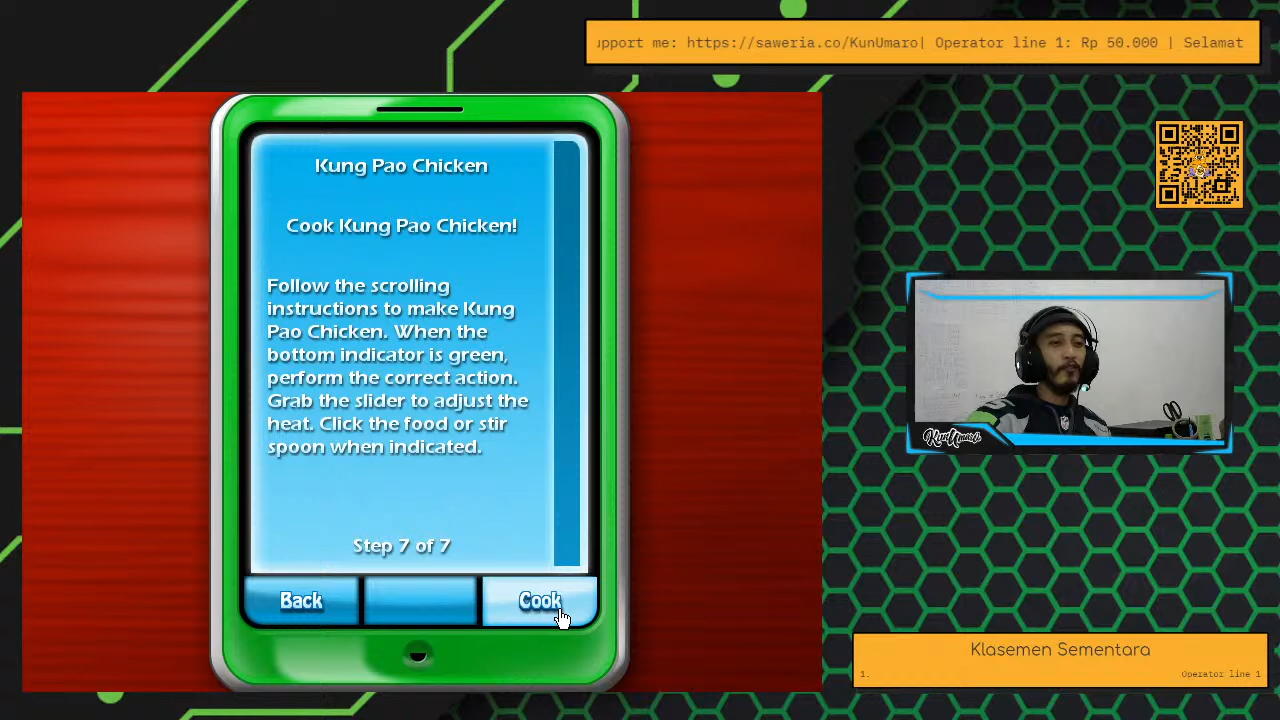 upport me: https://saweria.co/KunUmaro| Operator line 1: Rp 50.000 | Selamat
Kung Pao Chicken
Cook Kung Pao Chicken!
Follow the scrolling
instructions to make Kung
Pao Chicken. When the
bottom indicator is green,
perform the correct action.
Grab the slider to adjust the
heat. Click the food or stir
spoon when indicated.
Step 7 of 7
Back
Cook
KunUmaro
Klasemen Sementara
1.
Operator line 1